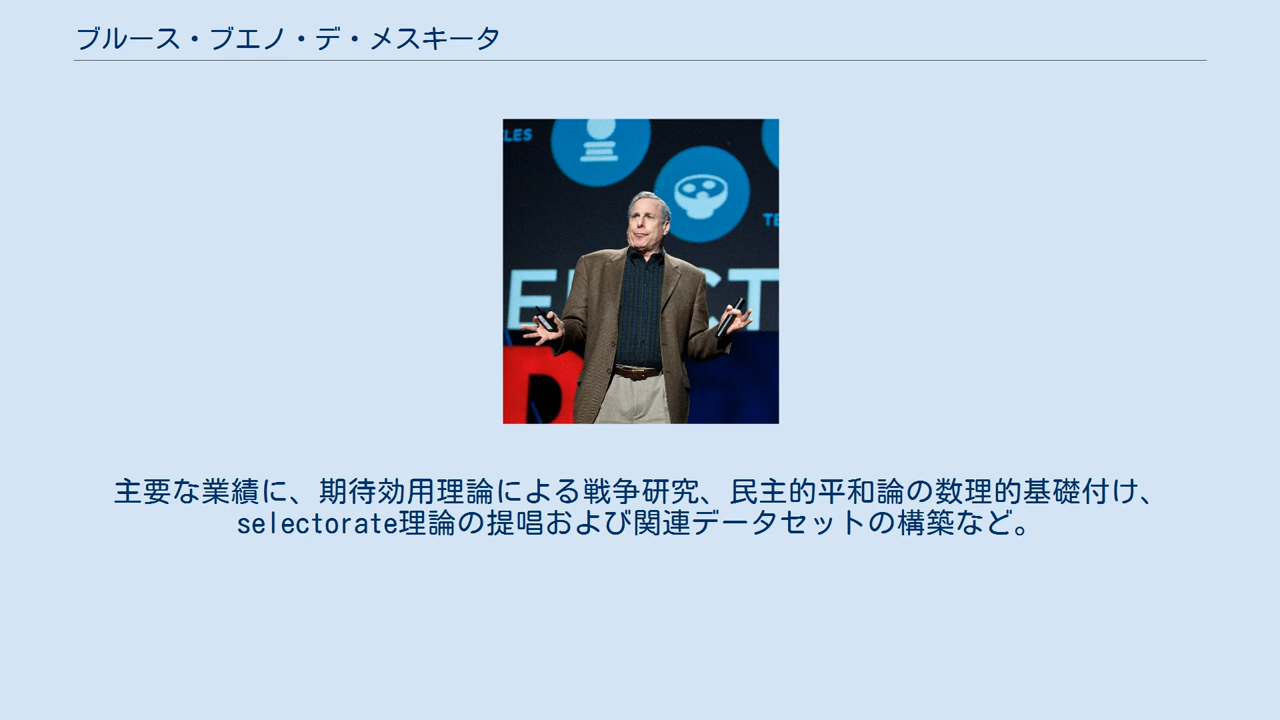 ブルース・ブエノ・デ・メスキータ
LES
TE
E CT
主要な業績に、期待効用理論による戦争研究、民主的平和論の数理的基礎付け、
selectorate理論の提唱および関連データセットの構築など。